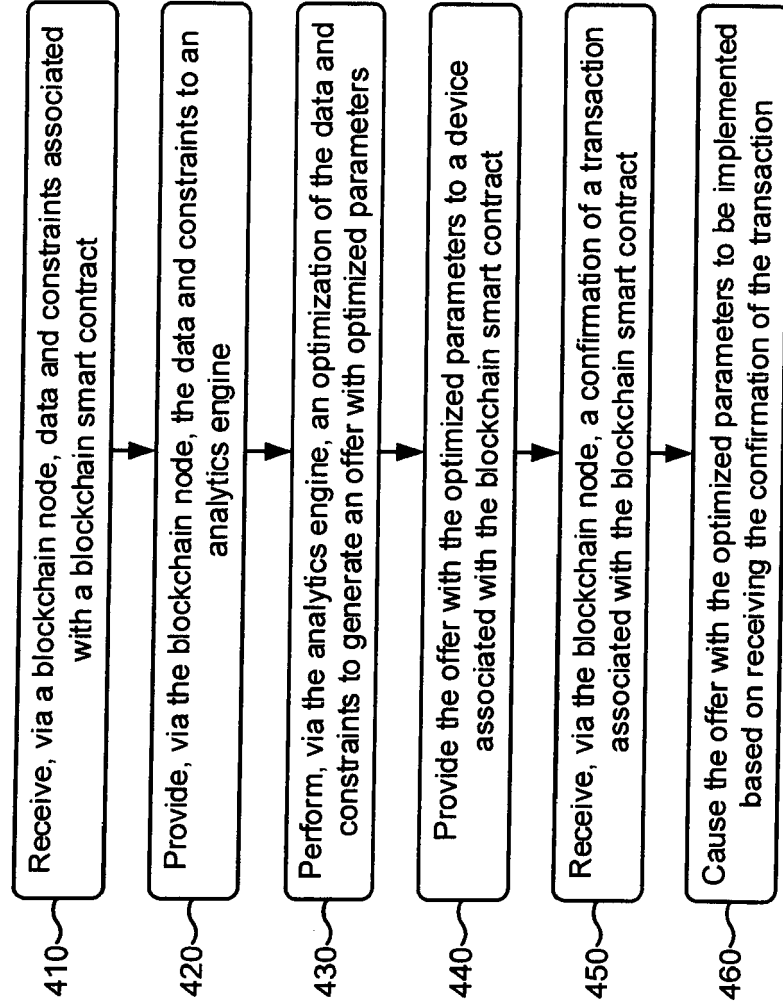 410
Receive, via a blockchain node, data and constraints associated
with a blockchain smart contract
420
Provide, via the blockchain node, the data and constraints to an
analytics engine
430
Perform, via the analytics engine, an optimization of the data and
constraints to generate an offer with optimized parameters
440
Provide the offer with the optimized parameters to a device
associated with the blockchain smart contract
450
Receive, via the blockchain node, a confirmation of a transaction
associated with the blockchain smart contract
460
Cause the offer with the optimized parameters to be implemented
based on receiving the confirmation of the transaction